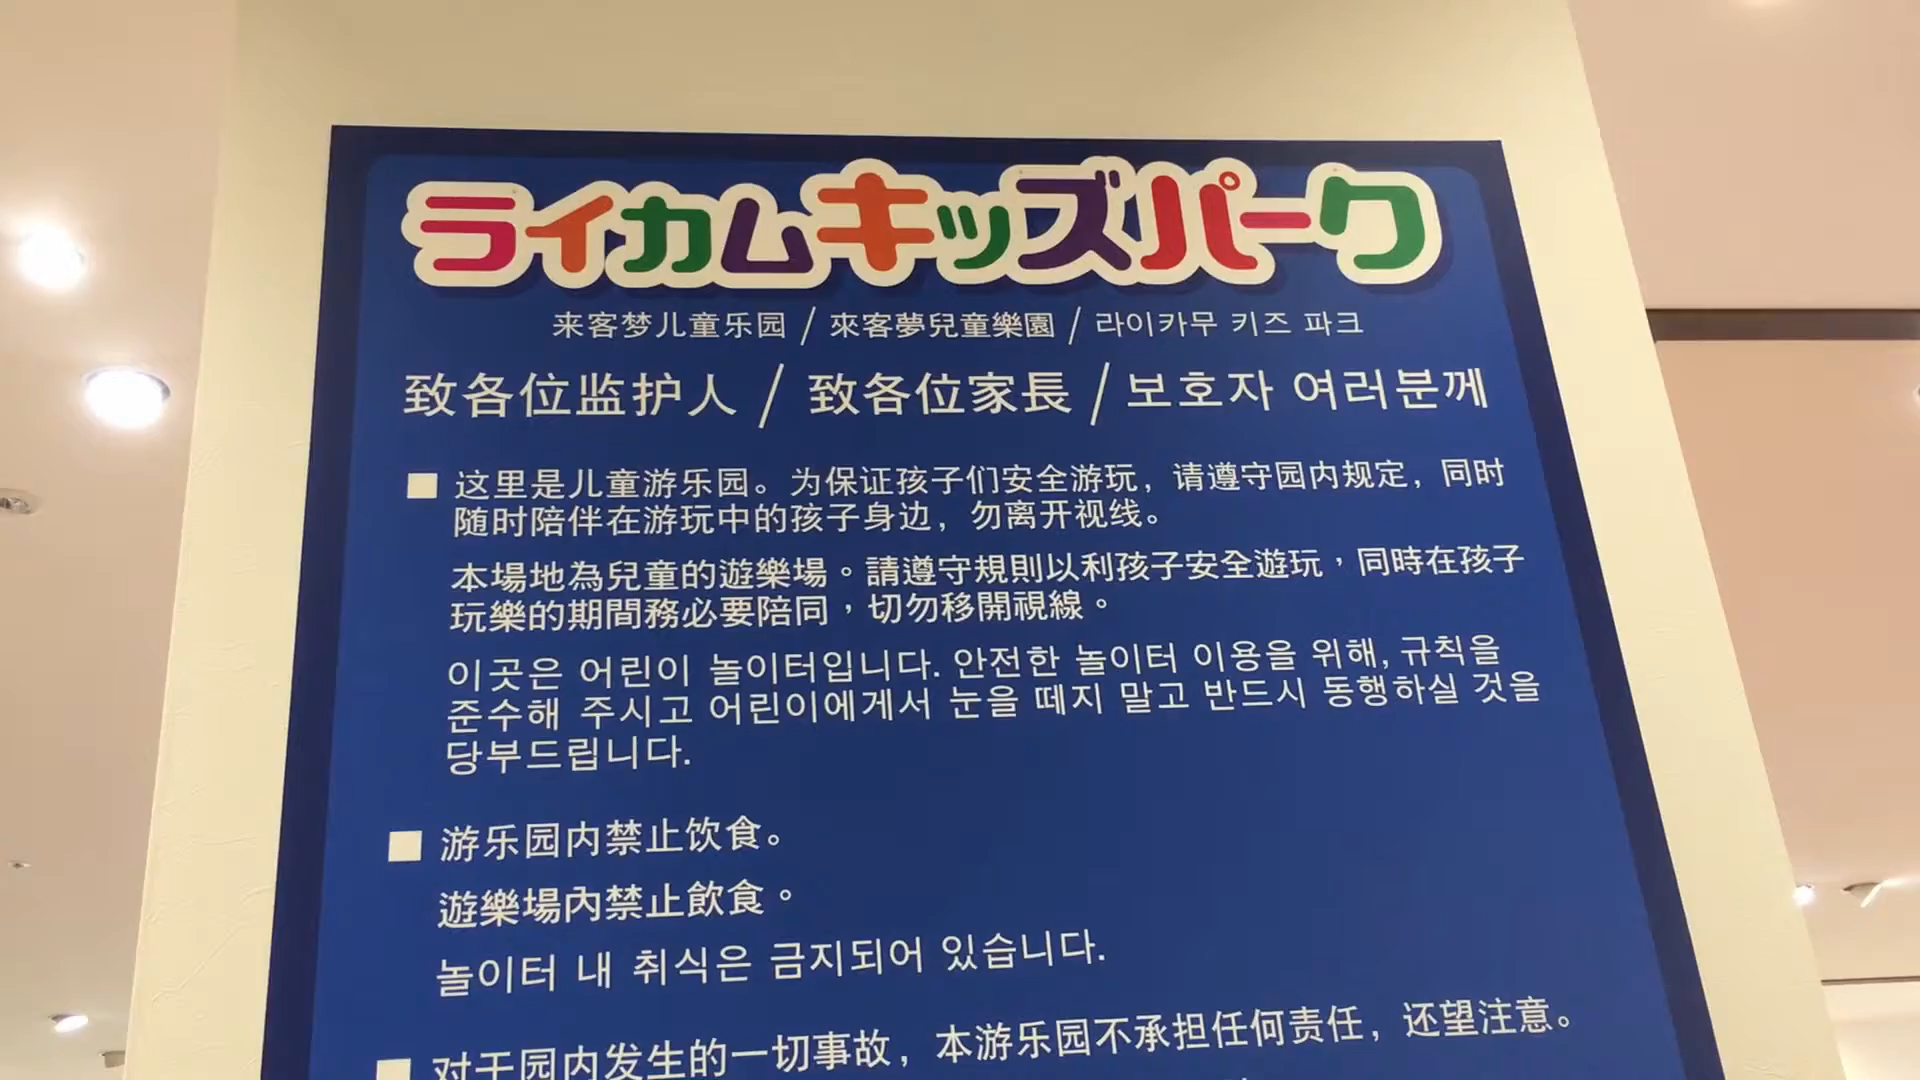 ライカムキッズパーク
来客梦儿童乐园 / 來客夢兒童樂園 / 라이카무 키즈 파크
致各位监护人 / 致各位家長 / 보호자 여러분께
■ 这里是儿童游乐园。为保证孩子们安全游玩，请遵守园内规定，同时
随时陪伴在游玩中的孩子身边，勿离开视线。
本場地為兒童的遊樂場。請遵守規則以利孩子安全遊玩，同時在孩子
玩樂的期間務必要陪同，切勿移開視線。
이곳은 어린이 놀이터입니다. 안전한 놀이터 이용을 위해, 규칙을
준수해 주시고 어린이에게서 눈을 떼지 말고 반드시 동행하실 것을
당부드립니다.
■ 游乐园内禁止饮食。
遊樂場內禁止飲食。
놀이터 내 취식은 금지되어 있습니다.
■ 对于园内发生的一切事故，本游乐园不承担任何责任，还望注意。